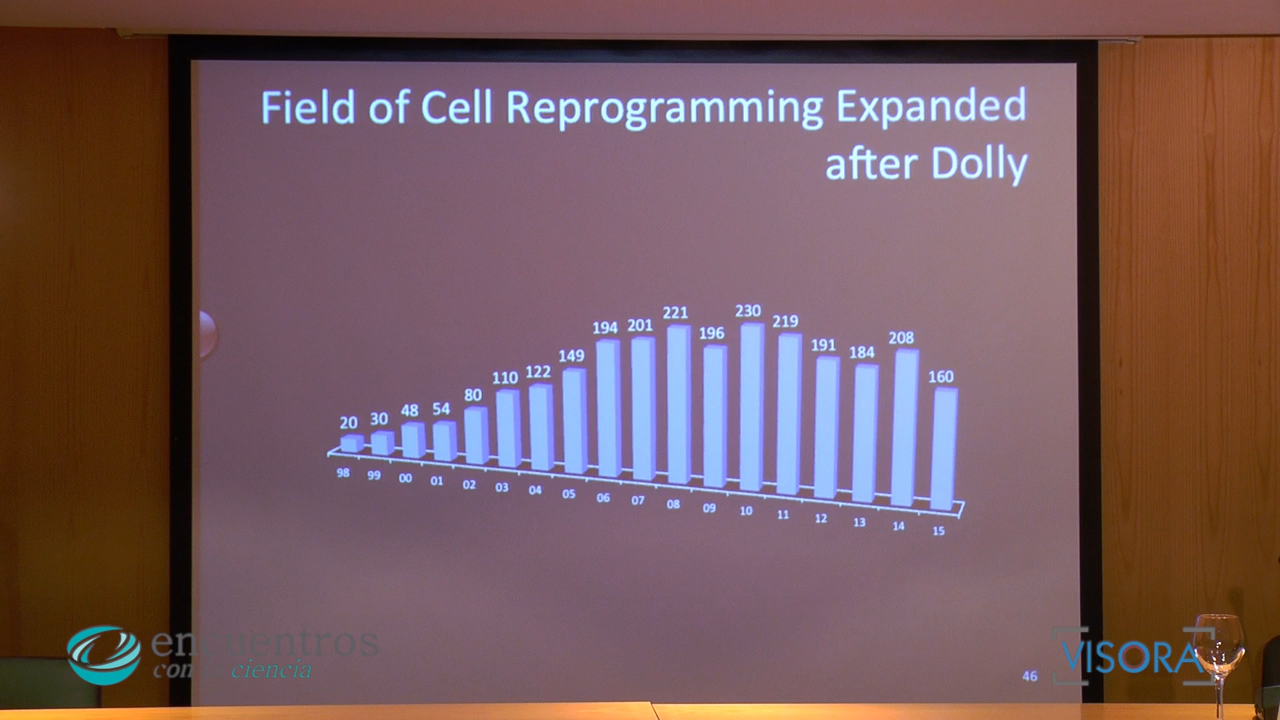 Field of Cell Reprogramming Expanded
after Dolly
20 30 48 54 80 110 122 149 194 201 221 196 230 219 191 184 208 160
98 99 00 01 02 03 04 05 06 07 08 09 10 11 12 13 14 15
46
encuentros
con la ciencia
VISORA